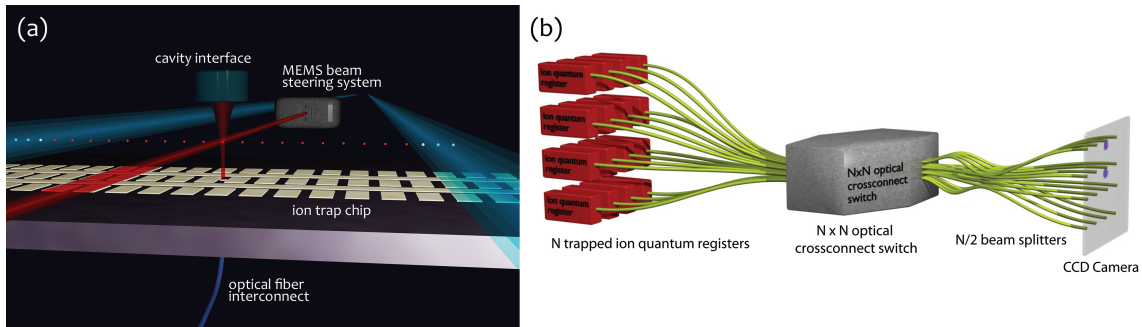 (a)
cavity interface
MEMS beam
steering system
ion trap chip
optical fiber
interconnect
(b)
ion quantum
register
ion quantum
register
ion quantum
register
ion quantum
register
N trapped ion quantum registers
NxN optical
crossconnect
switch
N x N optical
crossconnect switch
N/2 beam splitters
CCD Camera